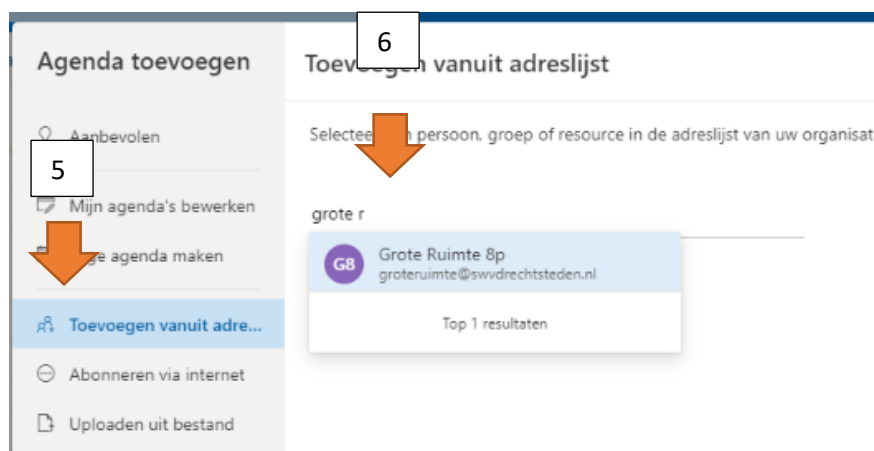 Agenda toevoegen
Aanbevolen
5
Mijn agenda's bewerken
agenda maken
Toevoegen vanuit adre...
Abonneren via internet
Uploaden uit bestand
6
Toevoegen vanuit adreslijst
persoon, groep of resource in de adreslijst van uw organisat
grote r
G8
Grote Ruimte 8p
groteruimte@swvdrechtsteden.nl
Top 1 resultaten